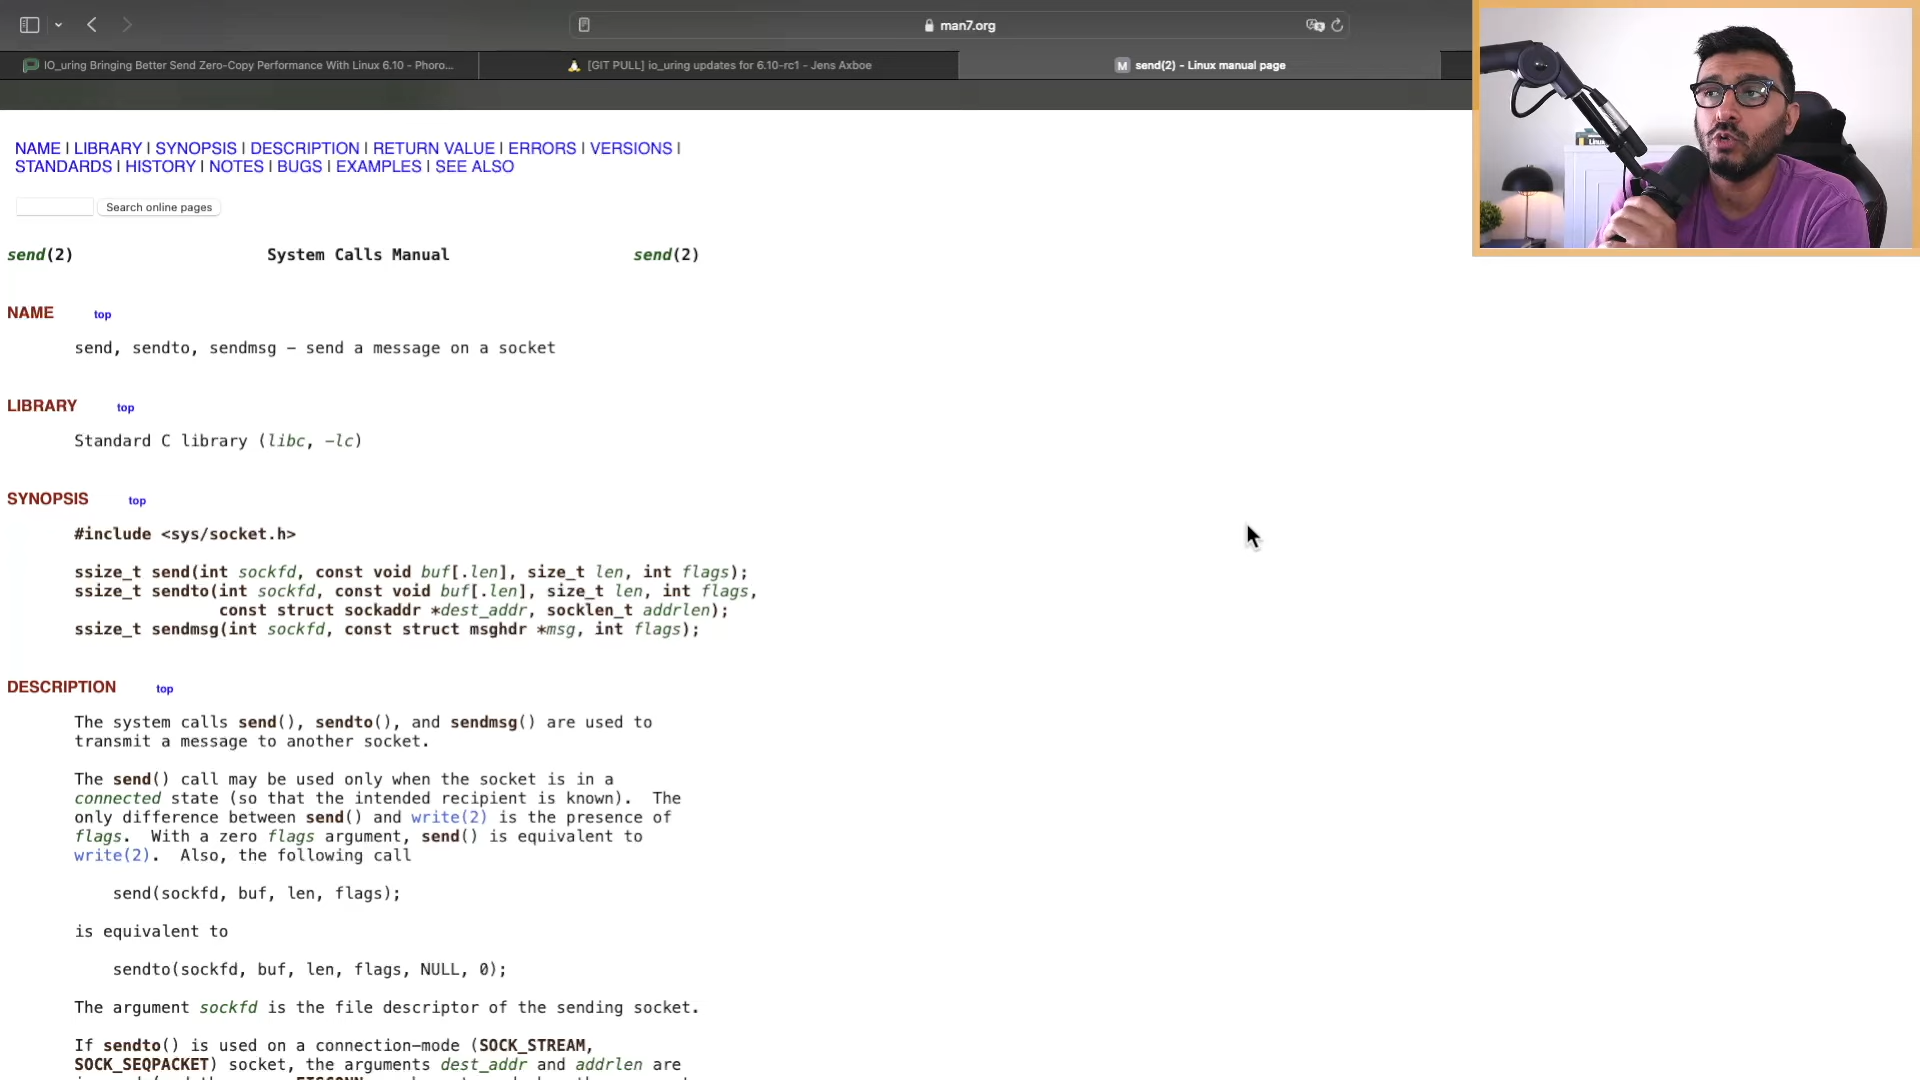 man7.org
IO_uring Bringing Better Send Zero-Copy Performance With Linux 6.10 - Phoro...
[GIT PULL] io_uring updates for 6.10-rc1 - Jens Axboe
M send(2) - Linux manual page
NAME | LIBRARY | SYNOPSIS | DESCRIPTION | RETURN VALUE | ERRORS | VERSIONS |
STANDARDS | HISTORY | NOTES | BUGS | EXAMPLES | SEE ALSO
Search online pages
send(2) System Calls Manual send(2)
NAME top
send, sendto, sendmsg – send a message on a socket
LIBRARY top
Standard C library (libc, –lc)
SYNOPSIS top
#include <sys/socket.h>
ssize_t send(int sockfd, const void buf[.len], size_t len, int flags);
ssize_t sendto(int sockfd, const void buf[.len], size_t len, int flags,
const struct sockaddr *dest_addr, socklen_t addrlen);
ssize_t sendmsg(int sockfd, const struct msghdr *msg, int flags);
DESCRIPTION top
The system calls send(), sendto(), and sendmsg() are used to
transmit a message to another socket.
The send() call may be used only when the socket is in a
connected state (so that the intended recipient is known). The
only difference between send() and write(2) is the presence of
flags. With a zero flags argument, send() is equivalent to
write(2). Also, the following call
send(sockfd, buf, len, flags);
is equivalent to
sendto(sockfd, buf, len, flags, NULL, 0);
The argument sockfd is the file descriptor of the sending socket.
If sendto() is used on a connection-mode (SOCK_STREAM,
SOCK_SEQPACKET) socket, the arguments dest_addr and addrlen are